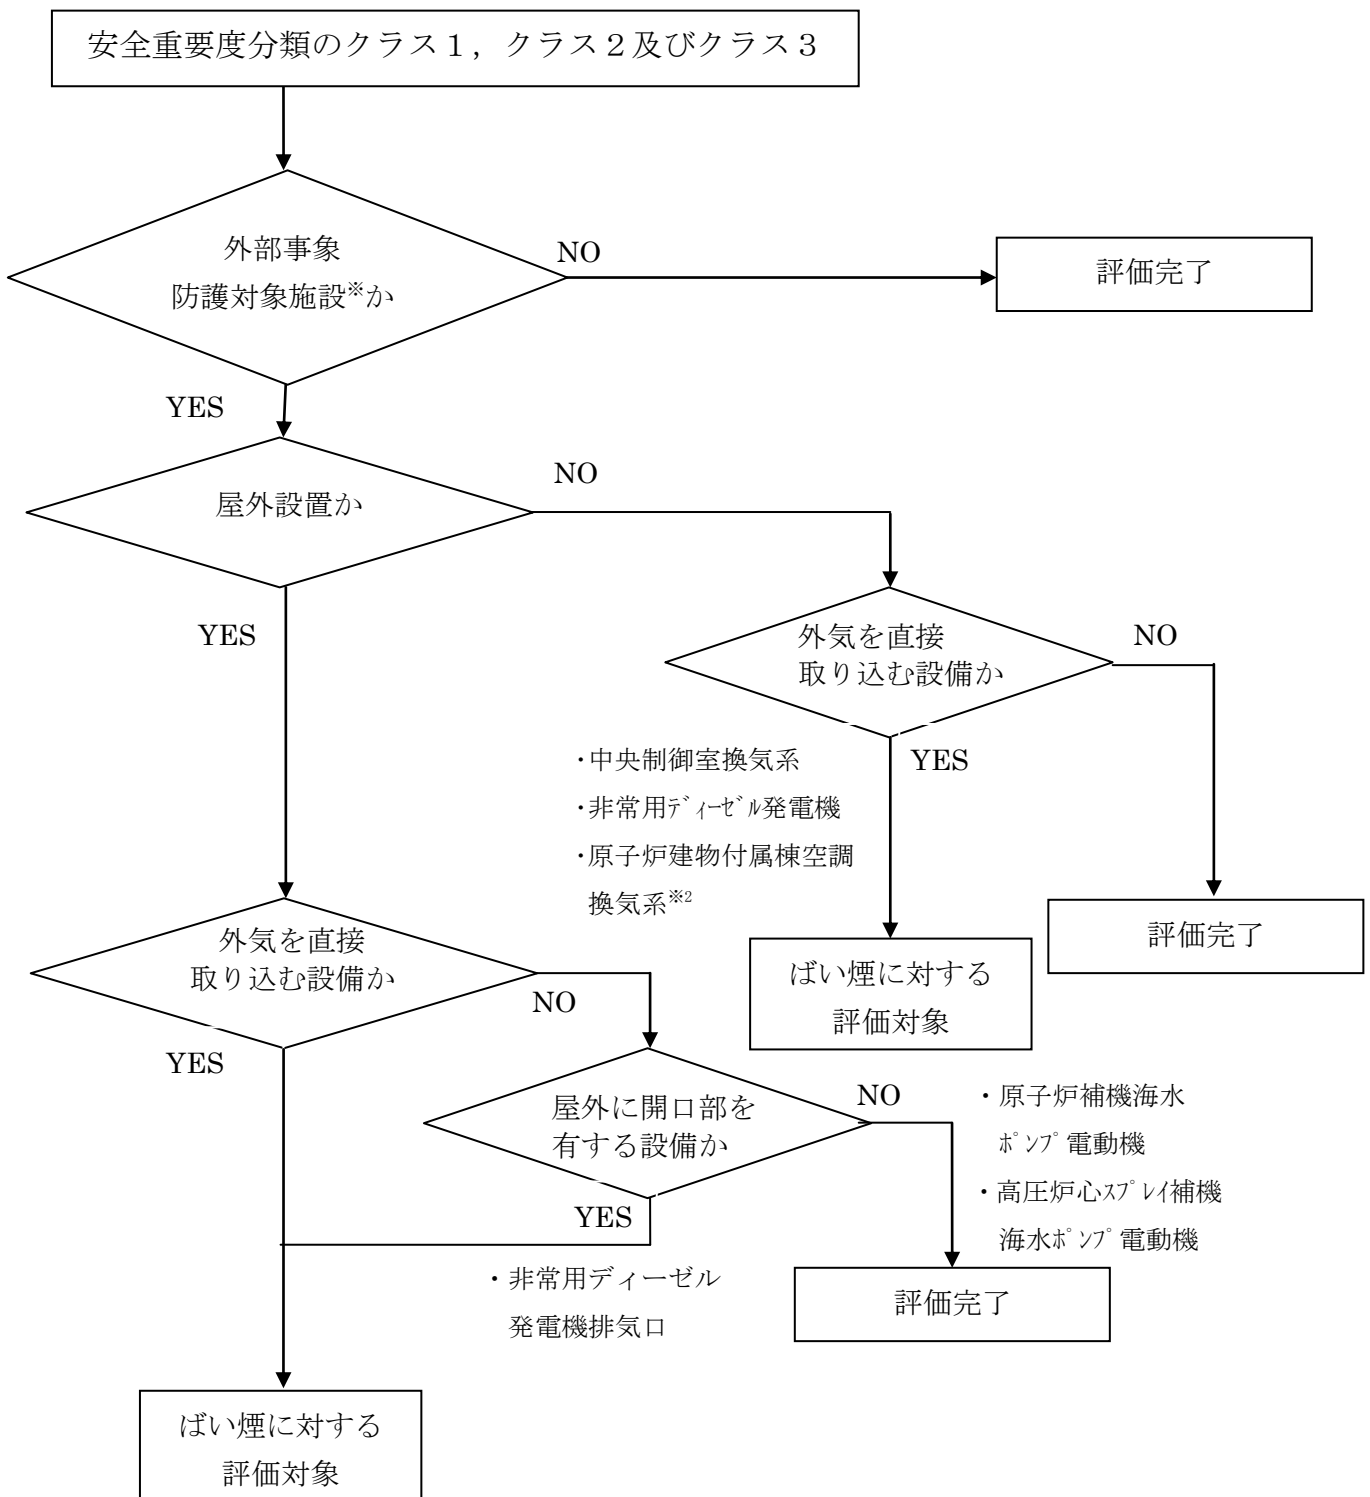 安全重要度分類のクラス１，クラス２及びクラス３
外部事象
防護対象施設※か
NO
評価完了
YES
屋外設置か
NO
YES
外気を直接
取り込む設備か
NO
・中央制御室換気系
・非常用ﾃﾞｨｰｾﾞﾙ発電機
・原子炉建物付属棟空調
換気系※2
YES
評価完了
ばい煙に対する
評価対象
外気を直接
取り込む設備か
NO
YES
屋外に開口部を
有する設備か
NO
・原子炉補機海水
ﾎﾟﾝﾌﾟ電動機
・高圧炉心ｽﾌﾟﾚｲ補機
海水ﾎﾟﾝﾌﾟ電動機
YES
・非常用ディーゼル
発電機排気口
評価完了
ばい煙に対する
評価対象